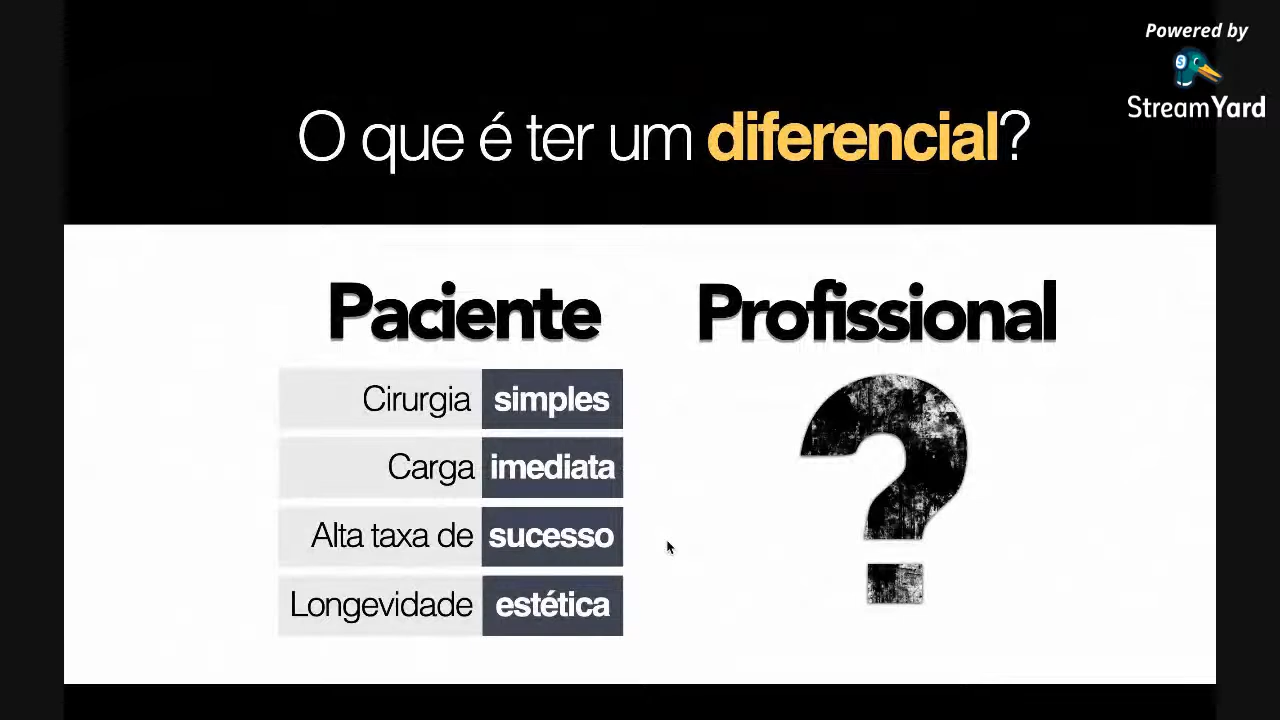 Powered by
StreamYard
O que é ter um diferencial?
Paciente
Cirurgia simples
Carga imediata
Alta taxa de sucesso
Longevidade estética
Profissional
?